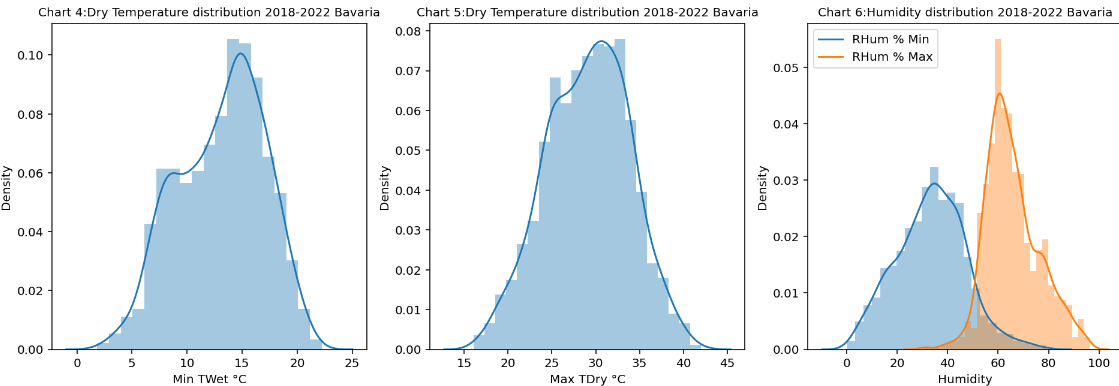 Chart 4:Dry Temperature distribution 2018-2022 Bavaria
Density
0.10
0.08
0.06
0.04
0.02
0.00
0 5 10 15 20 25
Min TWet °C
Chart 5:Dry Temperature distribution 2018-2022 Bavaria
Density
0.08
0.07
0.06
0.05
0.04
0.03
0.02
0.01
0.00
15 20 25 30 35 40 45
Max TDry °C
Chart 6:Humidity distribution 2018-2022 Bavaria
RHum % Min
RHum % Max
Density
0.05
0.04
0.03
0.02
0.01
0.00
0 20 40 60 80 100
Humidity